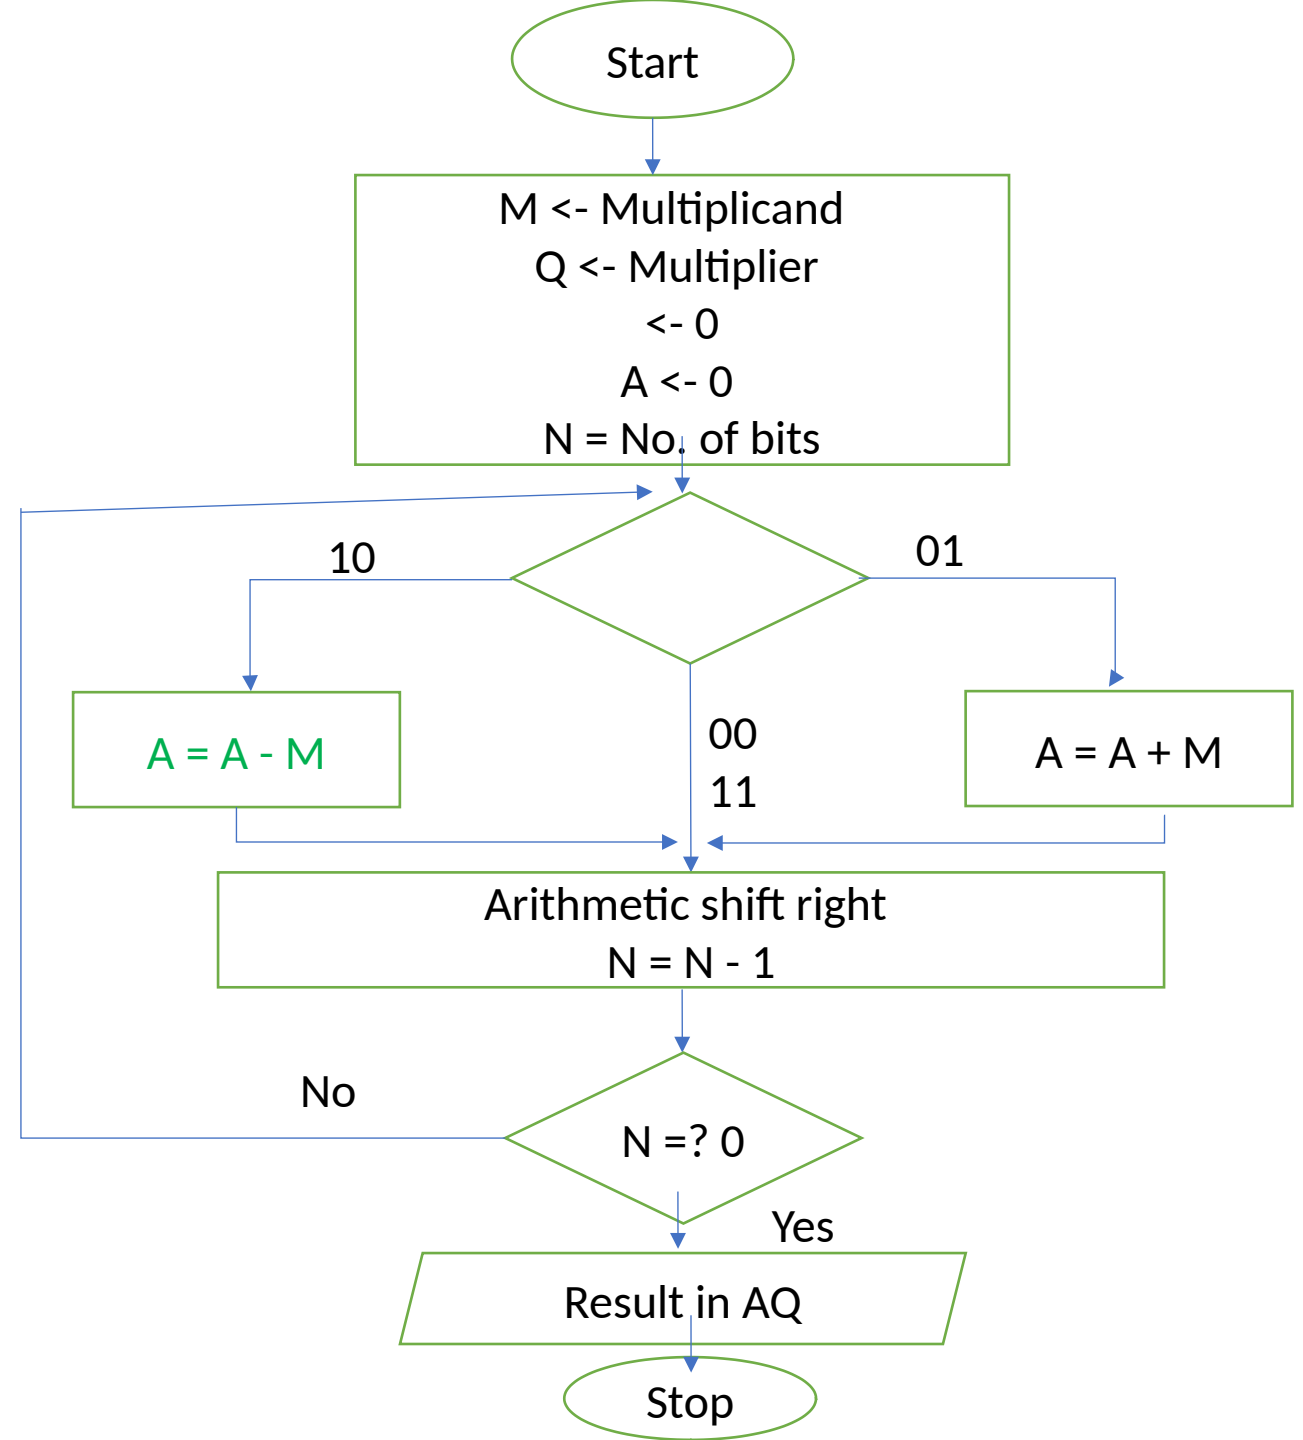 Start
M <- Multiplicand
Q <- Multiplier
<- 0
A <- 0
N = No. of bits
10
01
A = A - M
00
11
A = A + M
Arithmetic shift right
N = N - 1
No
N =? 0
Yes
Result in AQ
Stop